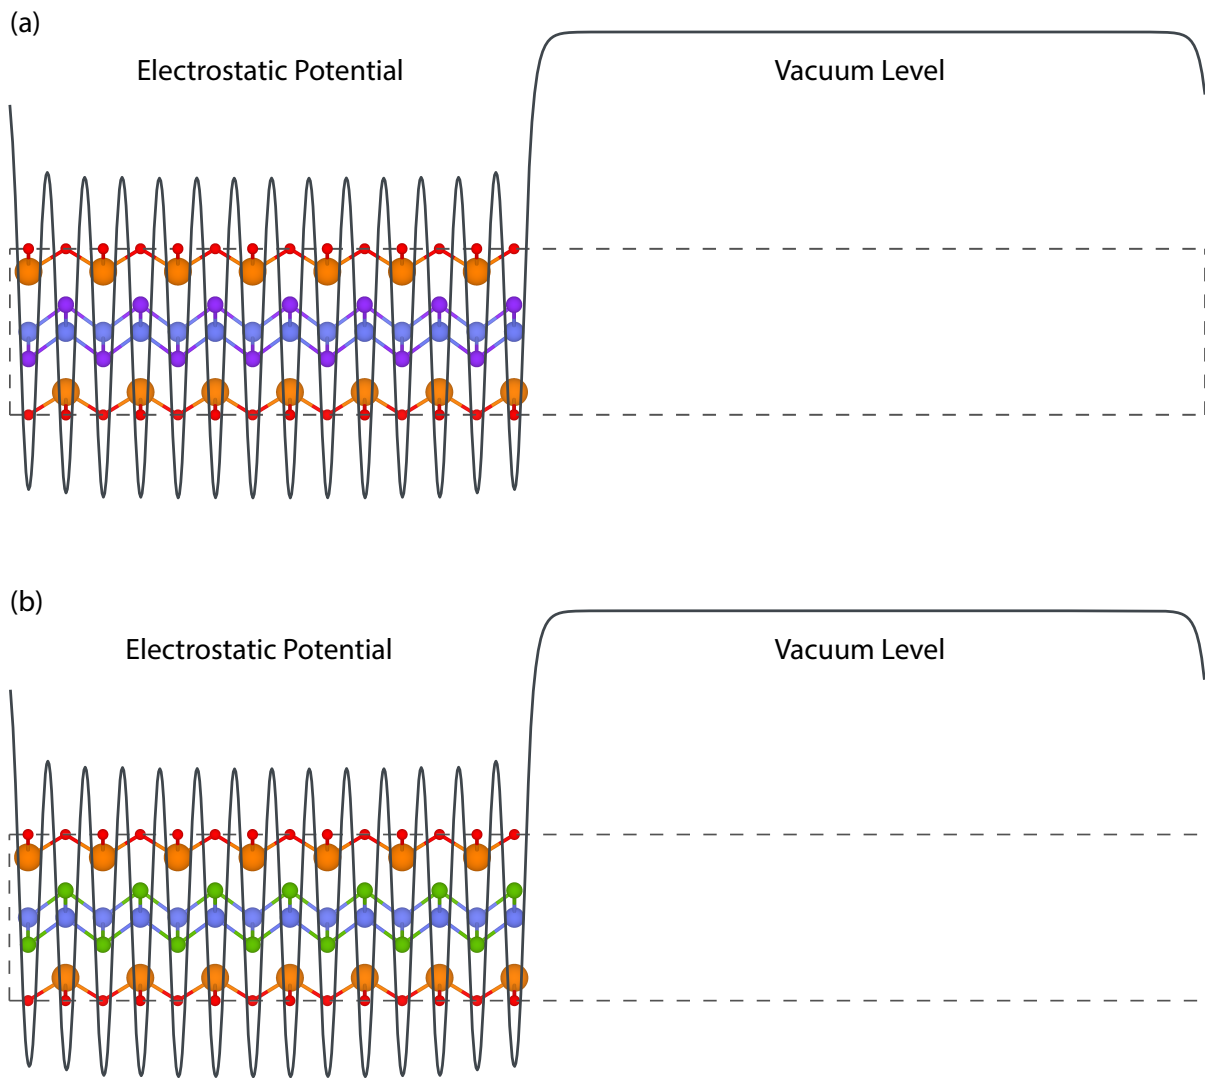 (a)
Electrostatic Potential
Vacuum Level
(b)
Electrostatic Potential
Vacuum Level